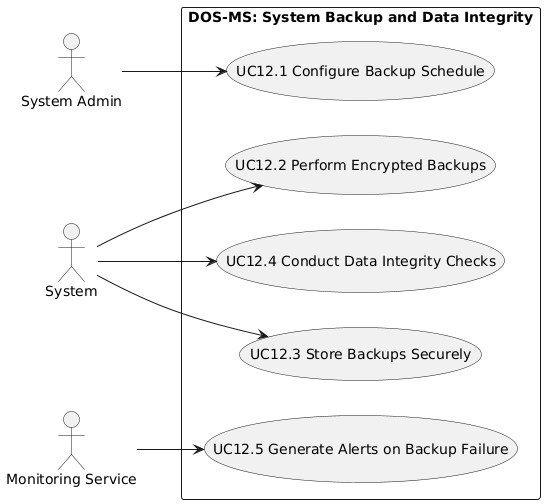 DOS-MS: System Backup and Data Integrity
System Admin
UC12.1 Configure Backup Schedule
UC12.2 Perform Encrypted Backups
System
UC12.4 Conduct Data Integrity Checks
UC12.3 Store Backups Securely
Monitoring Service
UC12.5 Generate Alerts on Backup Failure